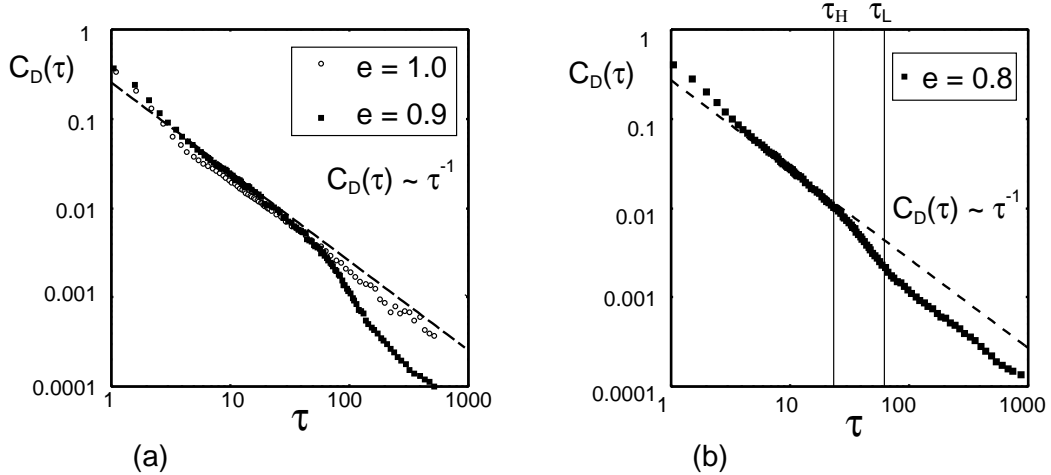 1
C_D(τ)
0.1
0.01
0.001
0.0001
e = 1.0
e = 0.9
C_D(τ) ~ τ^-1
1 10 100 1000
τ
(a)
τ_H τ_L
1
C_D(τ)
0.1
0.01
0.001
0.0001
e = 0.8
C_D(τ) ~ τ^-1
1 10 100 1000
τ
(b)